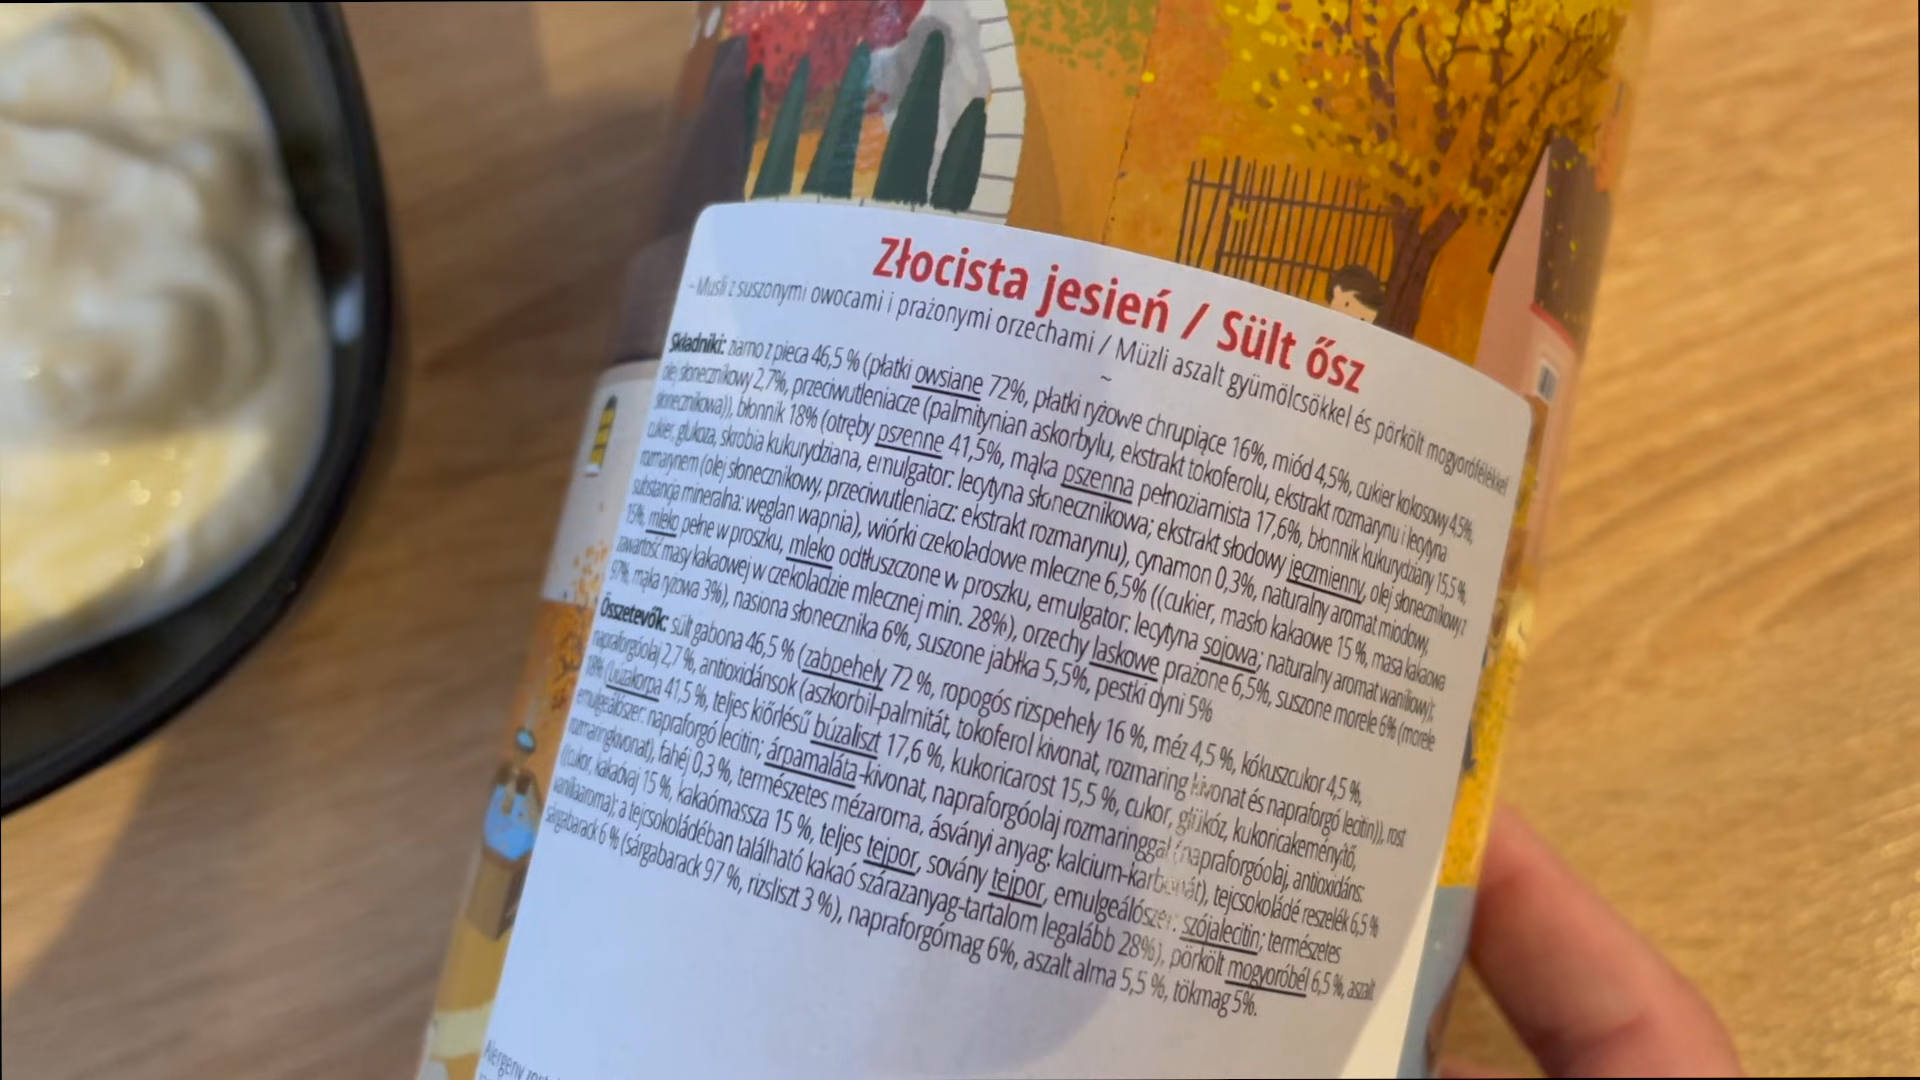 Złocista jesień / Sült ősz
- Musli z suszonymi owocami i prażonymi orzechami / Müzli aszalt gyümölcsökkel és pörkölt mogyorófélékkel
~
Składniki: ziarno z pieca 46,5 % (płatki owsiane 72%, płatki ryżowe chrupiące 16%, miód 4,5%, cukier kokosowy 4,5%,
olej słonecznikowy 2,7%, przeciwutleniacze (palmitynian askorbylu, ekstrakt tokoferolu, ekstrakt rozmarynu i lecytyna
słonecznikowa)), błonnik 18% (otręby pszenne 41,5%, mąka pszenna pełnoziarnista 17,6%, błonnik kukurydziany 15,5%,
cukier, glukoza, skrobia kukurydziana, emulgator: lecytyna słonecznikowa; ekstrakt słodowy jęczmienny, olej słonecznikowy z
rozmarynem (olej słonecznikowy, przeciwutleniacz: ekstrakt rozmarynu), cynamon 0,3%, naturalny aromat miodowy,
substancja mineralna: węglan wapnia), wiórki czekoladowe mleczne 6,5% ((cukier, masło kakaowe 15 %, masa kakaowa
15%, mleko pełne w proszku, mleko odtłuszczone w proszku, emulgator: lecytyna sojowa; naturalny aromat waniliowy);
zawartość masy kakaowej w czekoladzie mlecznej min. 28%), orzechy laskowe prażone 6,5%, suszone morele 6% (morele
97%, mąka ryżowa 3%), nasiona słonecznika 6%, suszone jabłka 5,5%, pestki dyni 5%
Összetevők: sült gabona 46,5 % (zabpehely 72 %, ropogós rizspehely 16 %, méz 4,5 %, kókuszcukor 4,5 %,
napraforgóolaj 2,7 %, antioxidánsok (aszkorbil-palmitát, tokoferol kivonat, rozmaring kivonat és napraforgó lecitin)), rost
18% (búzakorpa 41,5 %, teljes kiőrlésű búzaliszt 17,6 %, kukoricarost 15,5 %, cukor, glükóz, kukoricakeményítő,
emulgeálószer: napraforgó lecitin; árpamaláta-kivonat, napraforgóolaj rozmaringgal (napraforgóolaj, antioxidáns:
rozmaringkivonat), fahéj 0,3 %, természetes mézaroma, ásványi anyag: kalcium-karbonát), tejcsokoládé reszelék 6,5 %
((cukor, kakaóvaj 15 %, kakaómassza 15 %, teljes tejpor, sovány tejpor, emulgeálószer: szójalecitin; természetes
vaníliaaroma); a tejcsokoládéban található kakaó szárazanyag-tartalom legalább 28%), pörkölt mogyoróbél 6,5 %, aszalt
sárgabarack 6 % (sárgabarack 97 %, rizsliszt 3 %), napraforgómag 6%, aszalt alma 5,5 %, tökmag 5%.
Alergeny